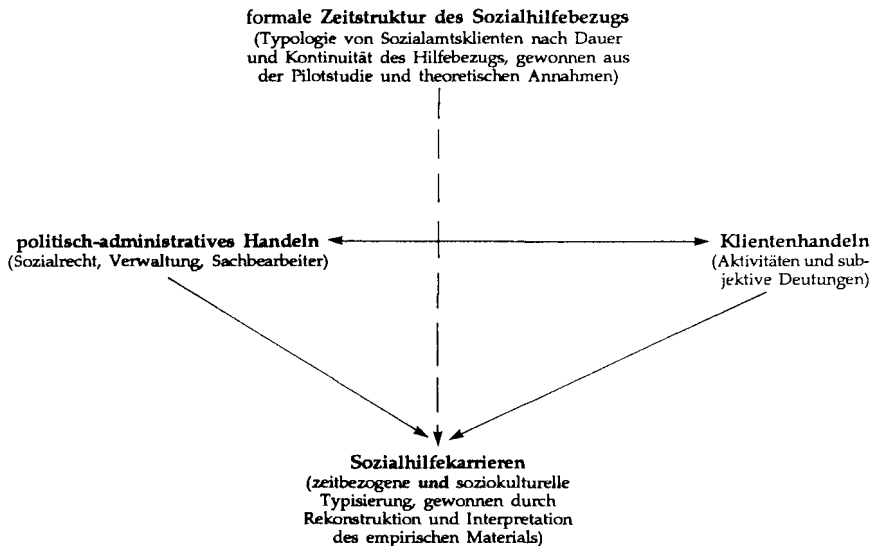 formale Zeitstruktur des Sozialhilfebezugs
(Typologie von Sozialamtsklienten nach Dauer
und Kontinuität des Hilfebezugs, gewonnen aus
der Pilotstudie und theoretischen Annahmen)
politisch-administratives Handeln
(Sozialrecht, Verwaltung, Sachbearbeiter)
Klientenhandeln
(Aktivitäten und sub-
jektive Deutungen)
Sozialhilfekarrieren
(zeitbezogene und soziokulturelle
Typisierung, gewonnen durch
Rekonstruktion und Interpretation
des empirischen Materials)